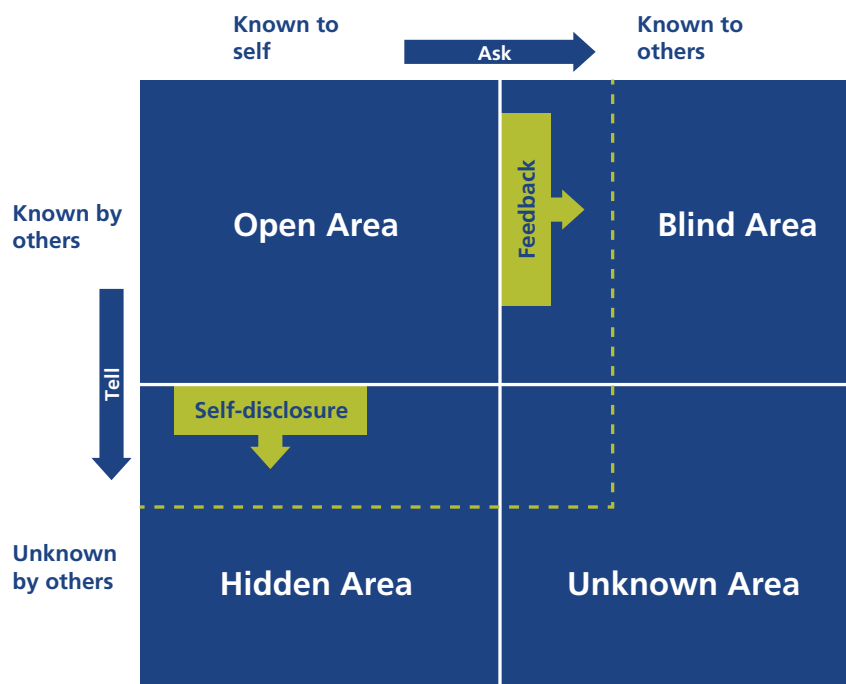 Known to
self
Ask
Known to
others
Known by
others
Open Area
Feedback
Blind Area
Tell
Self-disclosure
Unknown
by others
Hidden Area
Unknown Area